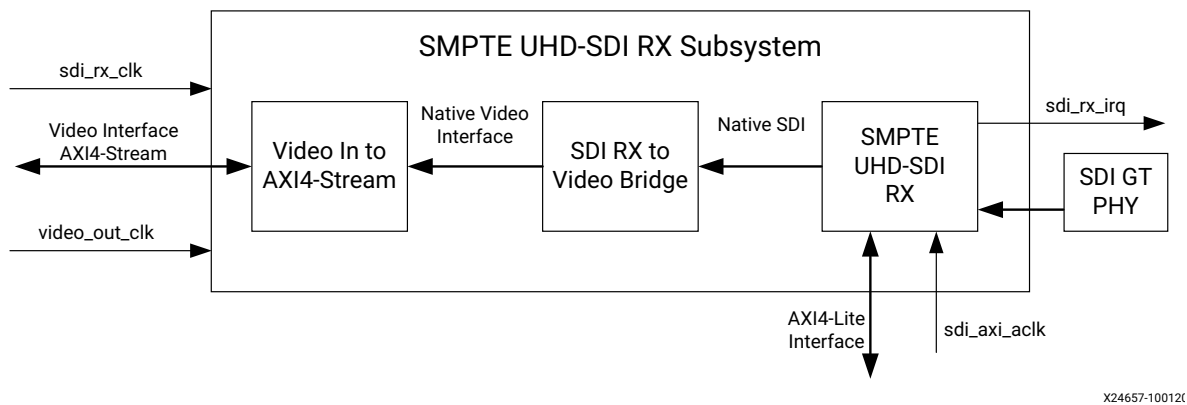 SMPTE UHD-SDI RX Subsystem
sdi_rx_clk
Video Interface
AXI4-Stream
video_out_clk
Video In to
AXI4-Stream
Native Video
Interface
SDI RX to
Video Bridge
Native SDI
SMPTE
UHD-SDI
RX
sdi_rx_irq
SDI GT
PHY
AXI4-Lite
Interface
sdi_axi_aclk
X24657-100120